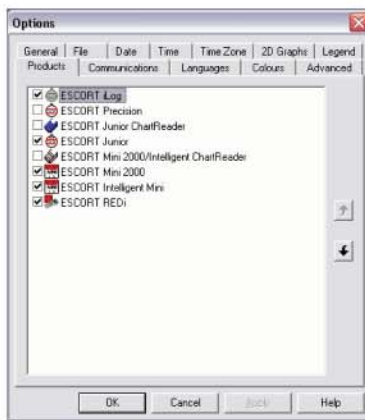 Options
General File Date Time Time Zone 2D Graphs Legend
Products Communications Languages Colours Advanced
ESCORT iLog
ESCORT Precision
ESCORT Junior ChartReader
ESCORT Junior
ESCORT Mini 2000/Intelligent ChartReader
ESCORT Mini 2000
ESCORT Intelligent Mini
ESCORT REDi
OK Cancel Apply Help